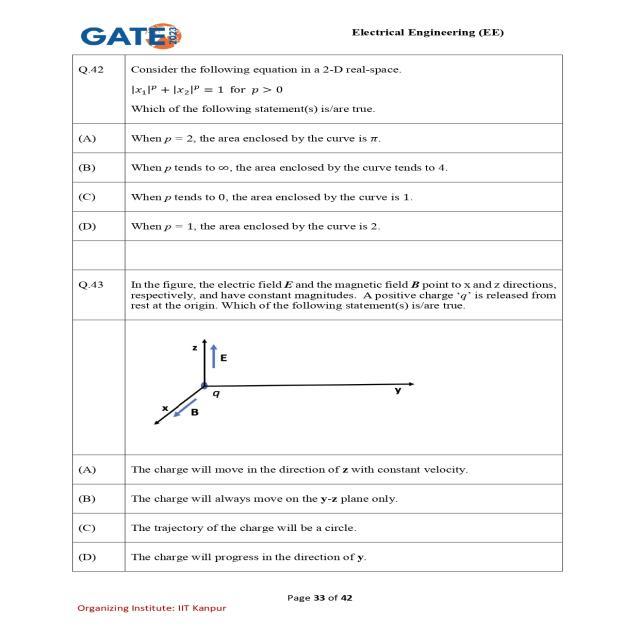 GATE 2023
Electrical Engineering (EE)
Q.42
Consider the following equation in a 2-D real-space.
|x₁|ᵖ + |x₂|ᵖ = 1 for p > 0
Which of the following statement(s) is/are true.
(A)
When p = 2, the area enclosed by the curve is π.
(B)
When p tends to ∞, the area enclosed by the curve tends to 4.
(C)
When p tends to 0, the area enclosed by the curve is 1.
(D)
When p = 1, the area enclosed by the curve is 2.
Q.43
In the figure, the electric field E and the magnetic field B point to x and z directions,
respectively, and have constant magnitudes. A positive charge 'q' is released from
rest at the origin. Which of the following statement(s) is/are true.
z
E
q
y
x
B
(A)
The charge will move in the direction of z with constant velocity.
(B)
The charge will always move on the y-z plane only.
(C)
The trajectory of the charge will be a circle.
(D)
The charge will progress in the direction of y.
Page 33 of 42
Organizing Institute: IIT Kanpur